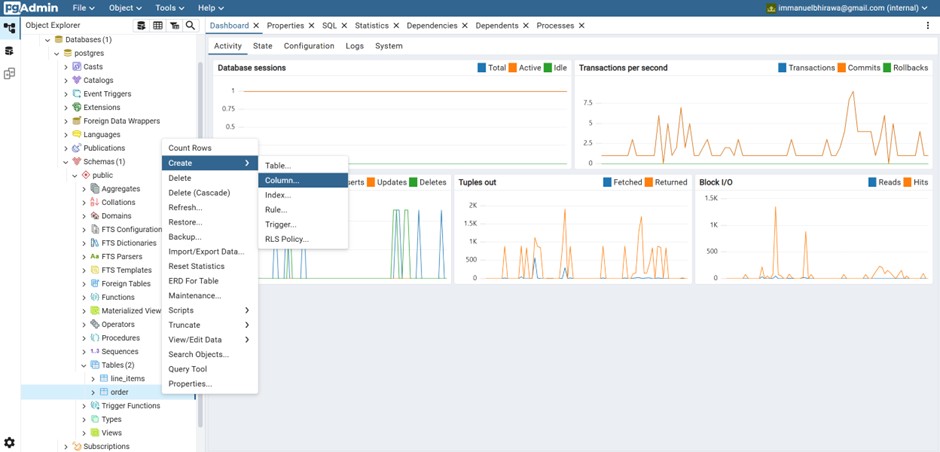 pgAdmin File Object Tools Help immanuelbhirawa@gmail.com (internal)
Object Explorer
Dashboard Properties SQL Statistics Dependencies Dependents Processes
Activity State Configuration Logs System
Databases (1)
postgres
Casts
Catalogs
Event Triggers
Extensions
Foreign Data Wrappers
Languages
Publications
Schemas (1)
public
Aggregates
Collations
Domains
FTS Configuration
FTS Dictionaries
FTS Parsers
FTS Templates
Foreign Tables
Functions
Materialized View
Operators
Procedures
1..3 Sequences
Tables (2)
line_items
order
Trigger Functions
Types
Views
Subscriptions
Count Rows
Create
Delete
Delete (Cascade)
Refresh...
Restore...
Backup...
Import/Export Data...
Reset Statistics
ERD For Table
Maintenance...
Scripts
Truncate
View/Edit Data
Search Objects...
Query Tool
Properties...
Table...
Column...
Index...
Rule...
Trigger...
RLS Policy...
Database sessions Total Active Idle
1
0.75
0.5
Transactions per second Transactions Commits Rollbacks
7.5
5
2.5
0
Updates Deletes
Tuples out Fetched Returned
2K
1.5K
1K
500
0
Block I/O Reads Hits
1.5K
1K
500
0